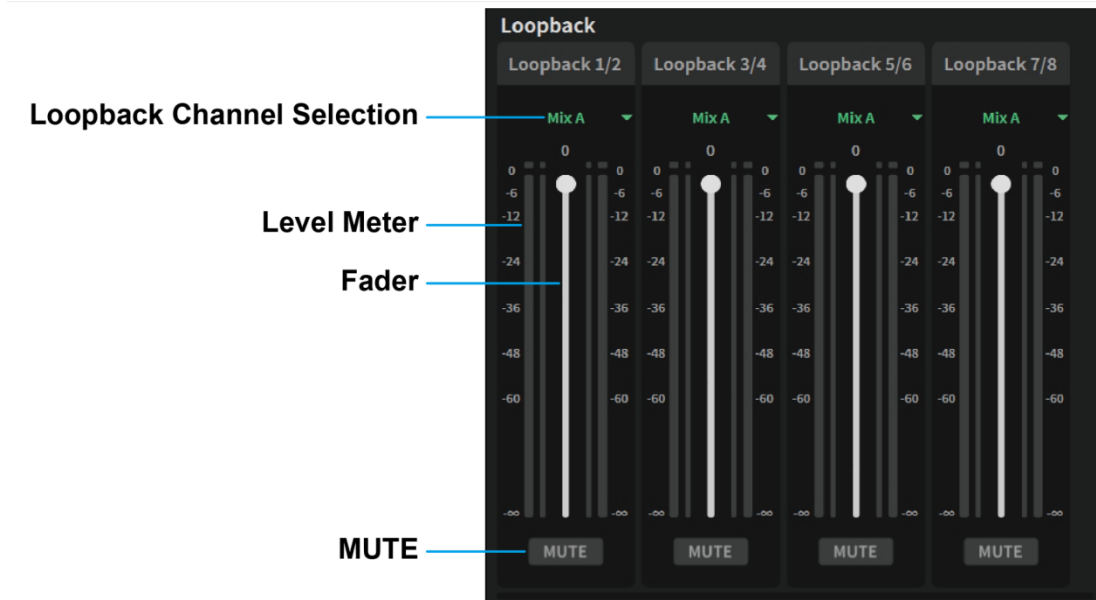 Loopback
Loopback 1/2 Loopback 3/4 Loopback 5/6 Loopback 7/8
Loopback Channel Selection Mix A Mix A Mix A Mix A
0 0 0 0
0 0 0 0 0 0 0 0
-6 -6 -6 -6 -6 -6 -6 -6
Level Meter -12 -12 -12 -12 -12 -12 -12 -12
-24 -24 -24 -24 -24 -24 -24 -24
Fader
-36 -36 -36 -36 -36 -36 -36 -36
-48 -48 -48 -48 -48 -48 -48 -48
-60 -60 -60 -60 -60 -60 -60 -60
-∞ -∞ -∞ -∞ -∞ -∞ -∞ -∞
MUTE MUTE MUTE MUTE MUTE